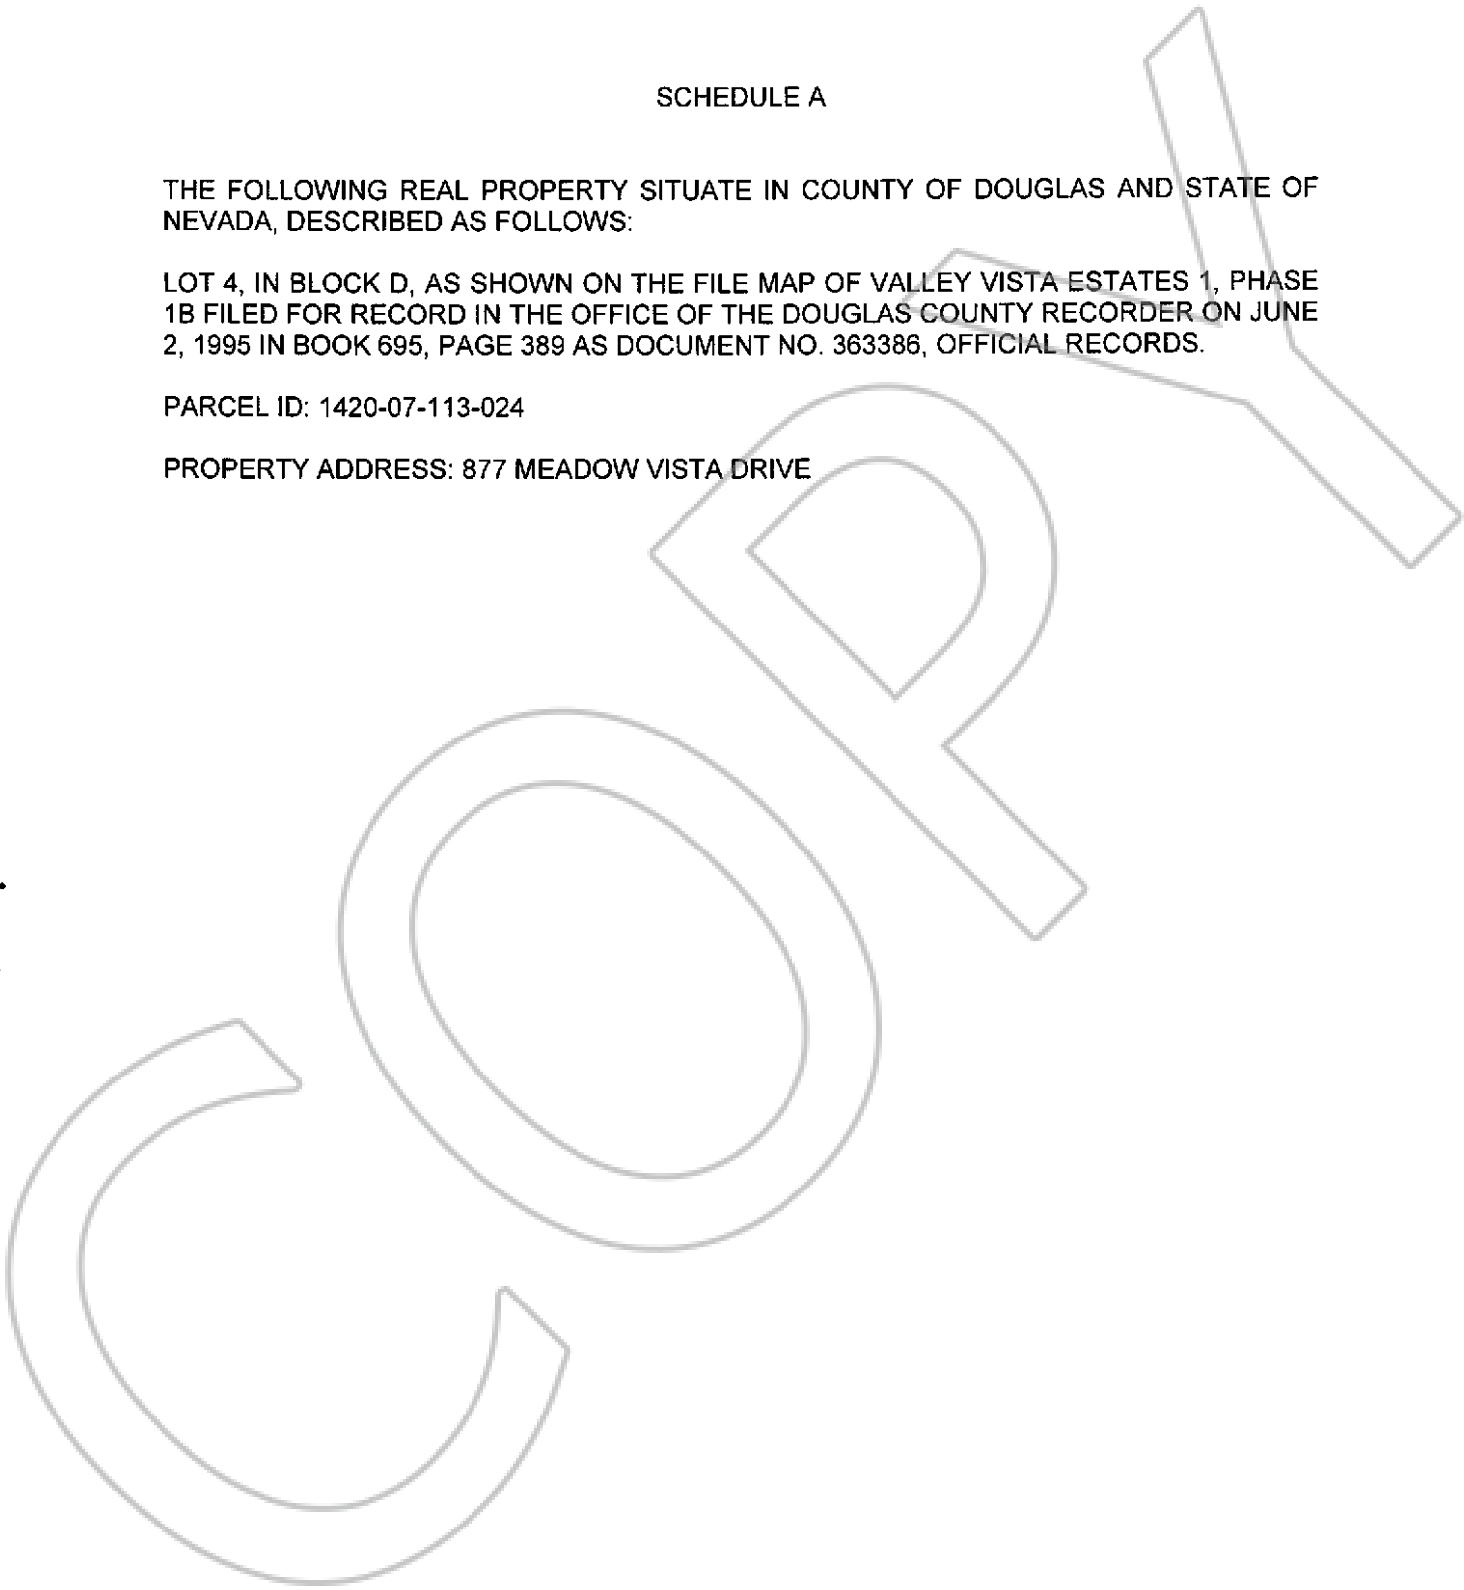 SCHEDULE A
THE FOLLOWING REAL PROPERTY SITUATE IN COUNTY OF DOUGLAS AND STATE OF
NEVADA, DESCRIBED AS FOLLOWS:
LOT 4, IN BLOCK D, AS SHOWN ON THE FILE MAP OF VALLEY VISTA ESTATES 1, PHASE
1B FILED FOR RECORD IN THE OFFICE OF THE DOUGLAS COUNTY RECORDER ON JUNE
2, 1995 IN BOOK 695, PAGE 389 AS DOCUMENT NO. 363386, OFFICIAL RECORDS.
PARCEL ID: 1420-07-113-024
PROPERTY ADDRESS: 877 MEADOW VISTA DRIVE
COPY